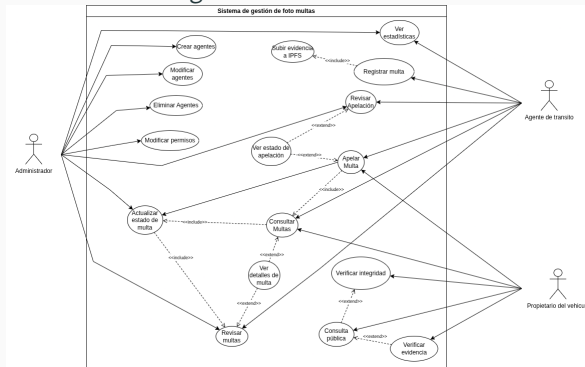 Sistema de gestión de foto multas
Ver
estadísticas
Crear agentes
Subir evidencia
a IPFS
<<include>>
Modificar
agentes
Registrar multa
Eliminar Agentes
Revisar
Apelación
Agente de transito
<<extend>>
Modificar permisos
Ver estado de
apelación
<<extend>>
Apelar
Multa
Administrador
<<include>>
Actualizar
estado de
multa
<<include>>
Consultar
Multas
<<include>>
<<extend>>
Ver
detalles de
multa
Verificar integridad
<<extend>>
<<extend>>
Propietario del vehicu
Revisar
multas
Consulta
pública
<<extend>>
Verificar
evidencia